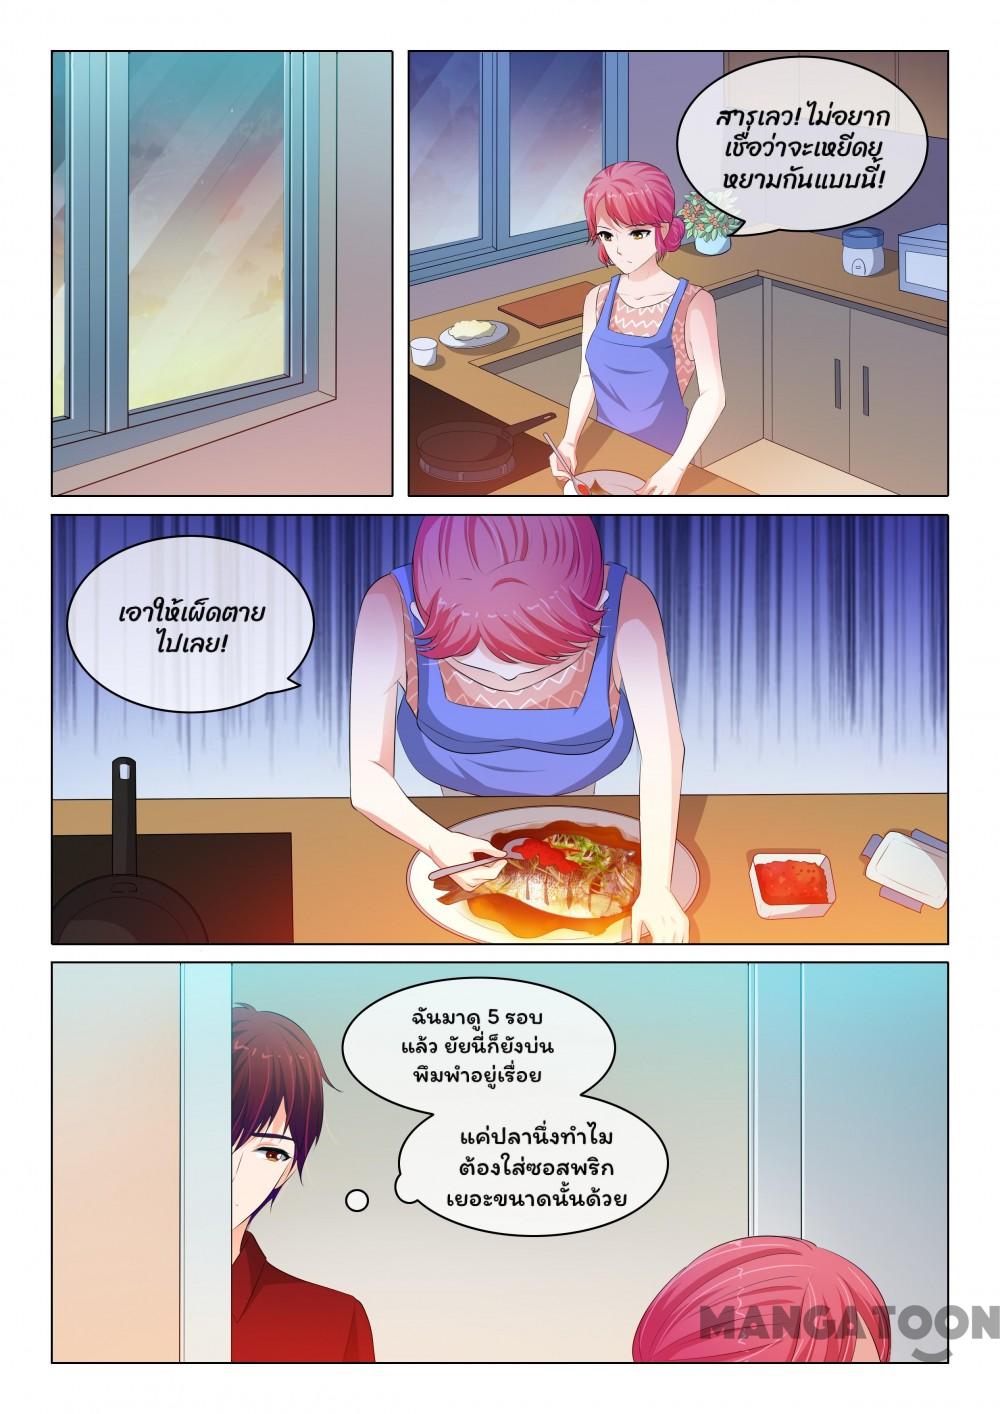 สารเลว! ไม่อยาก
เชื่อว่าจะเหยียด
หยามกันแบบนี้!
เอาให้เผ็ดตาย
ไปเลย!
ฉันมาดู 5 รอบ
แล้ว ยัยนี่ก็ยังบ่น
พึมพำอยู่เรื่อย
แค่ปลานึ่งทำไม
ต้องใส่ซอสพริก
เยอะขนาดนั้นด้วย
MANGATOON